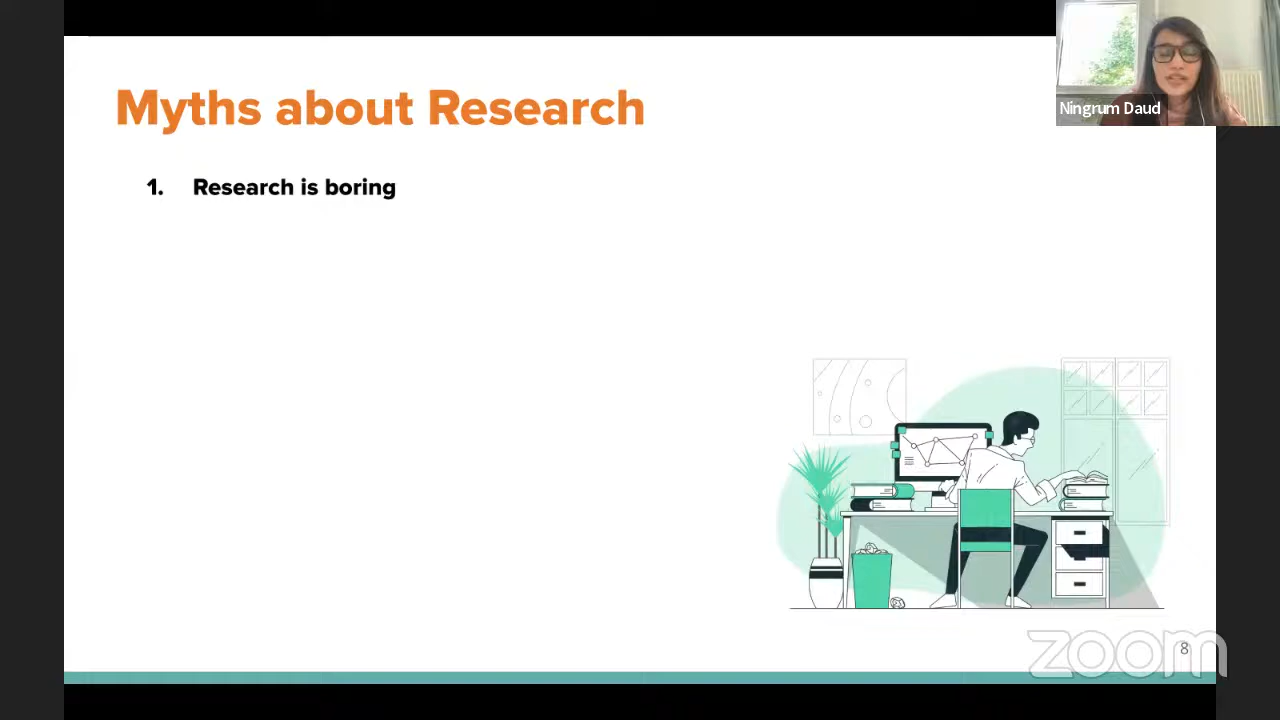 Myths about Research
1. Research is boring
Ningrum Daud
8
zoom